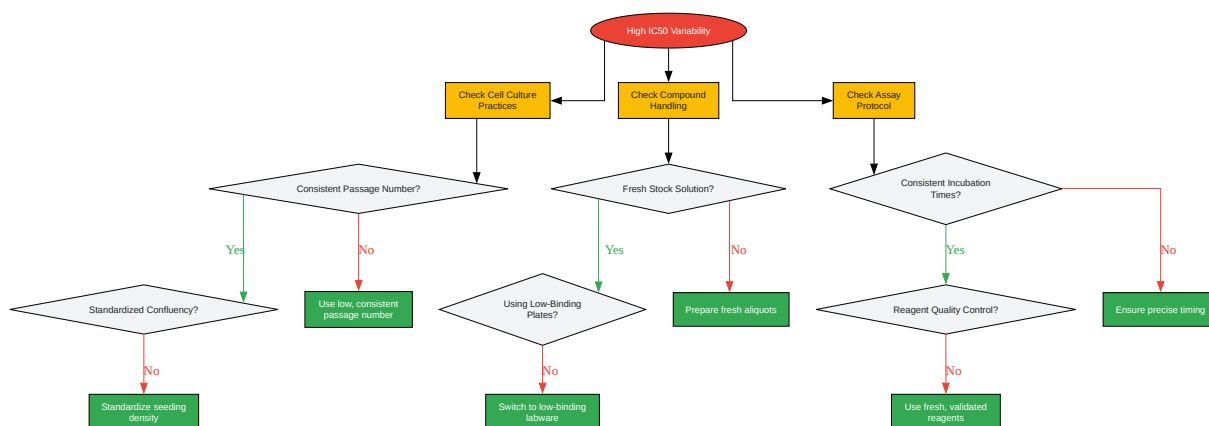 High IC50 Variability
Check Cell Culture
Practices
Check Compound
Handling
Check Assay
Protocol
Consistent Passage Number?
Fresh Stock Solution?
Consistent Incubation
Times?
Yes
No
Yes
No
Yes
No
Standardized Confluency?
Use low, consistent
passage number
Using Low-Binding
Plates?
Prepare fresh aliquots
Reagent Quality Control?
Ensure precise timing
No
No
No
Standardize seeding
density
Switch to low-binding
labware
Use fresh, validated
reagents